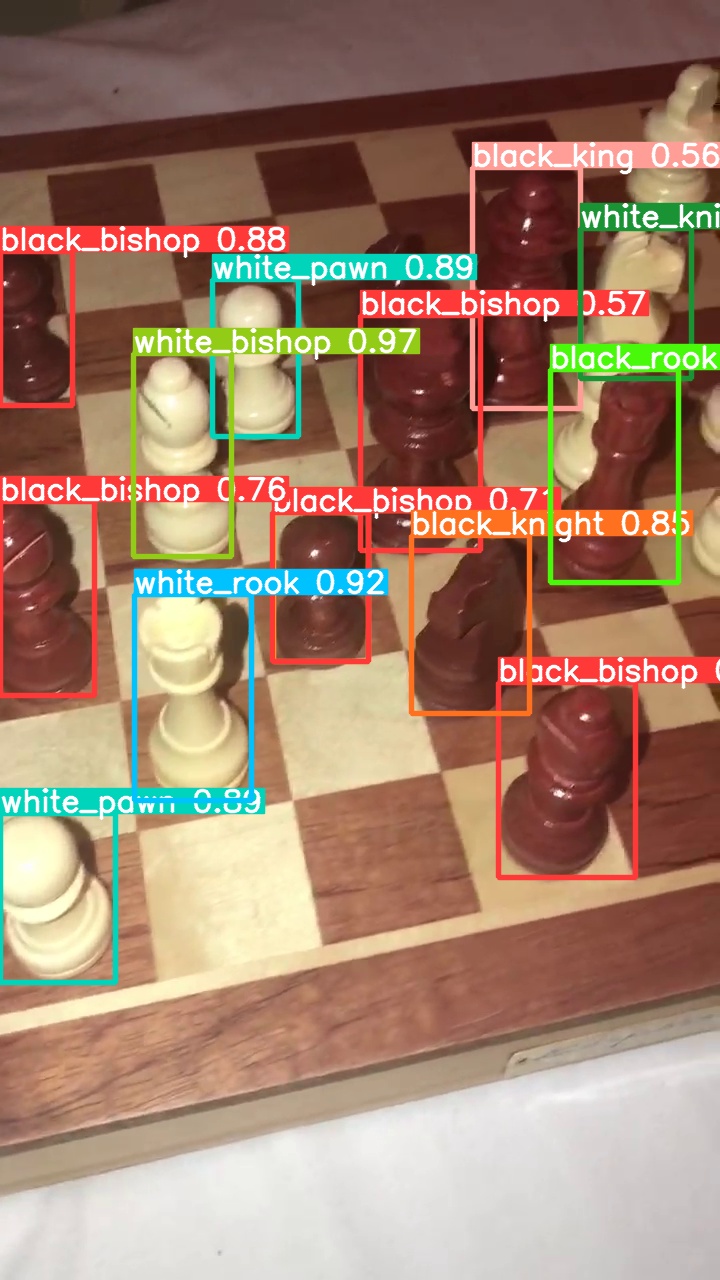 black_king 0.56
white_kni
black_bishop 0.88
white_pawn 0.89
black_bishop 0.57
white_bishop 0.97
black_rook
black_bishop 0.76
black_bishop 0.71
black_knight 0.85
white_rook 0.92
black_bishop
white_pawn 0.89